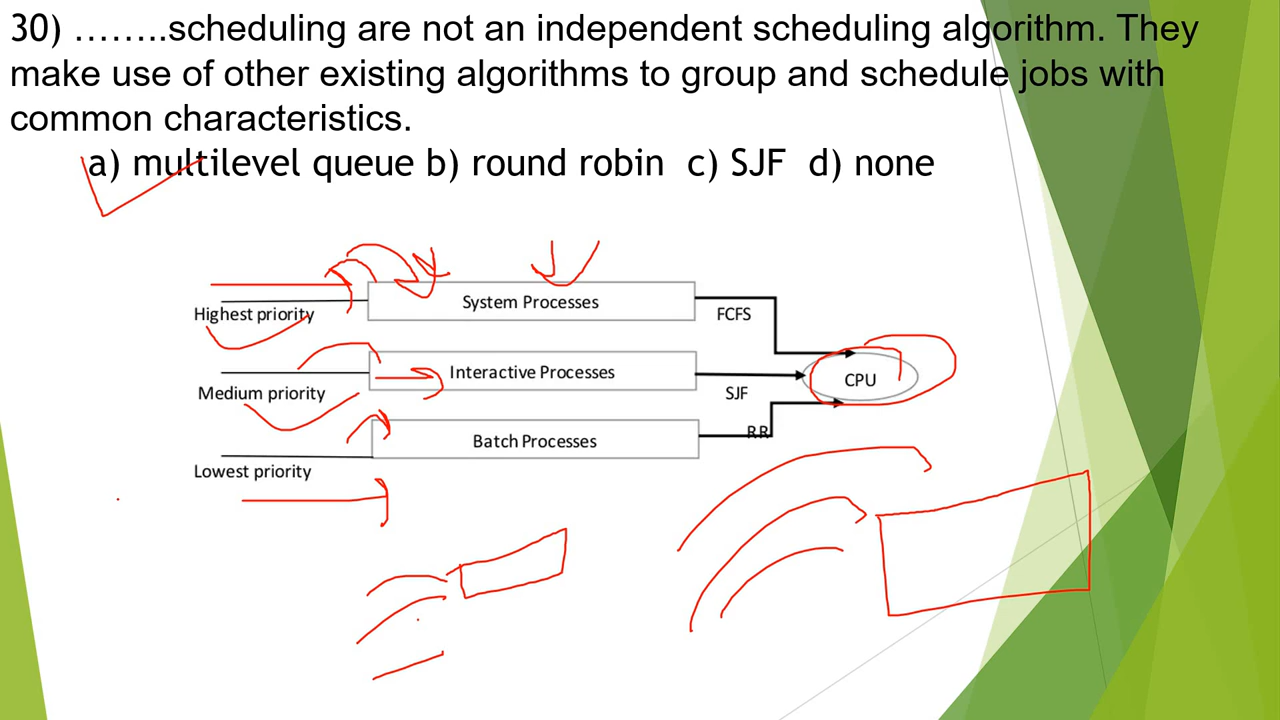 30) ……..scheduling are not an independent scheduling algorithm. They
make use of other existing algorithms to group and schedule jobs with
common characteristics.
a) multilevel queue b) round robin c) SJF d) none
System Processes
Highest priority
FCFS
Interactive Processes
CPU
Medium priority
SJF
RR
Batch Processes
Lowest priority